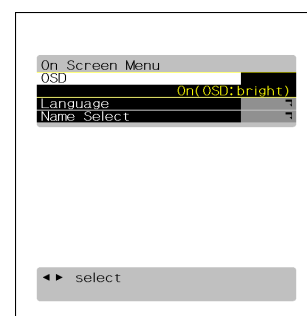 On Screen Menu
OSD
On(OSD:bright)
Language
Name Select
◄► select